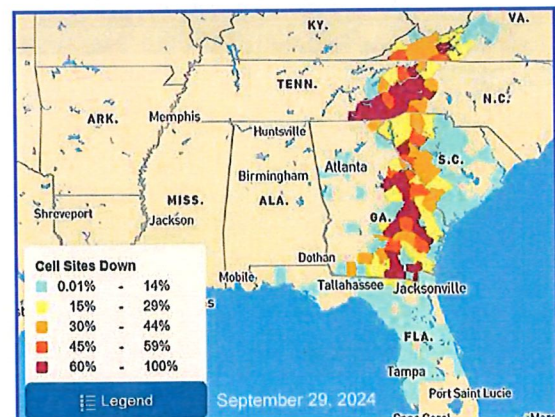 KY.
VA.
TENN.
N.C.
ARK.
Memphis
Huntsville
S.C.
Atlanta
Birmingham
MISS.
ALA.
Shreveport
Jackson
GA.
Dothan
Mobile
Tallahassee
Jacksonville
FLA.
Tampa
Port Saint Lucie
Cell Sites Down
0.01% - 14%
15% - 29%
30% - 44%
45% - 59%
60% - 100%
Legend
September 29, 2024